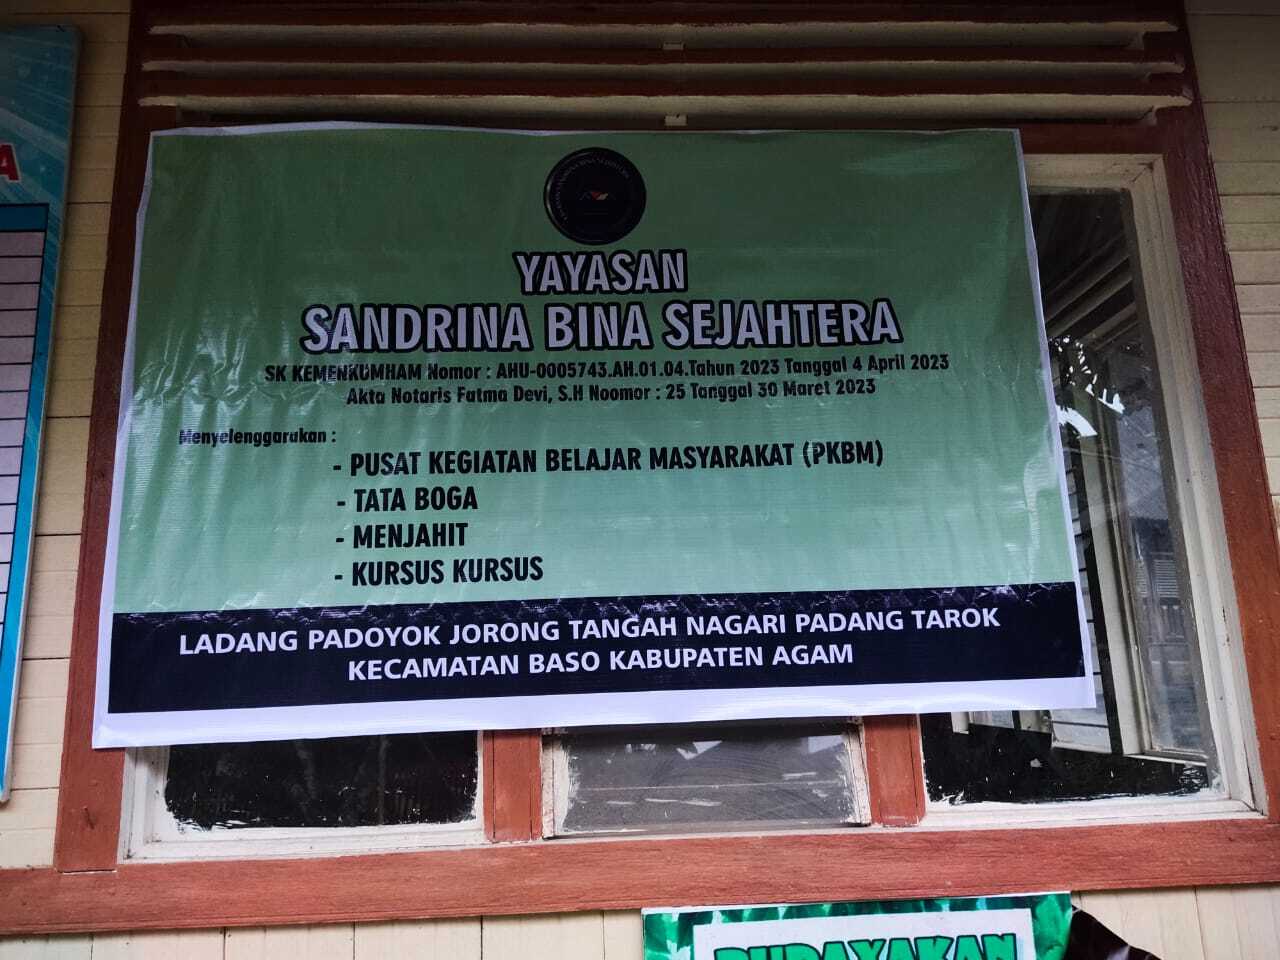 YAYASAN
SANDRINA BINA SEJAHTERA
SK KEMENKUMHAM Nomor : AHU-0005743.AH.01.04.Tahun 2023 Tanggal 4 April 2023
Akta Notaris Fatma Devi, S.H Noomor : 25 Tanggal 30 Maret 2023
Menyelenggarakan :
- PUSAT KEGIATAN BELAJAR MASYARAKAT (PKBM)
- TATA BOGA
- MENJAHIT
- KURSUS KURSUS
LADANG PADOYOK JORONG TANGAH NAGARI PADANG TAROK
KECAMATAN BASO KABUPATEN AGAM
BUDAYAKAN